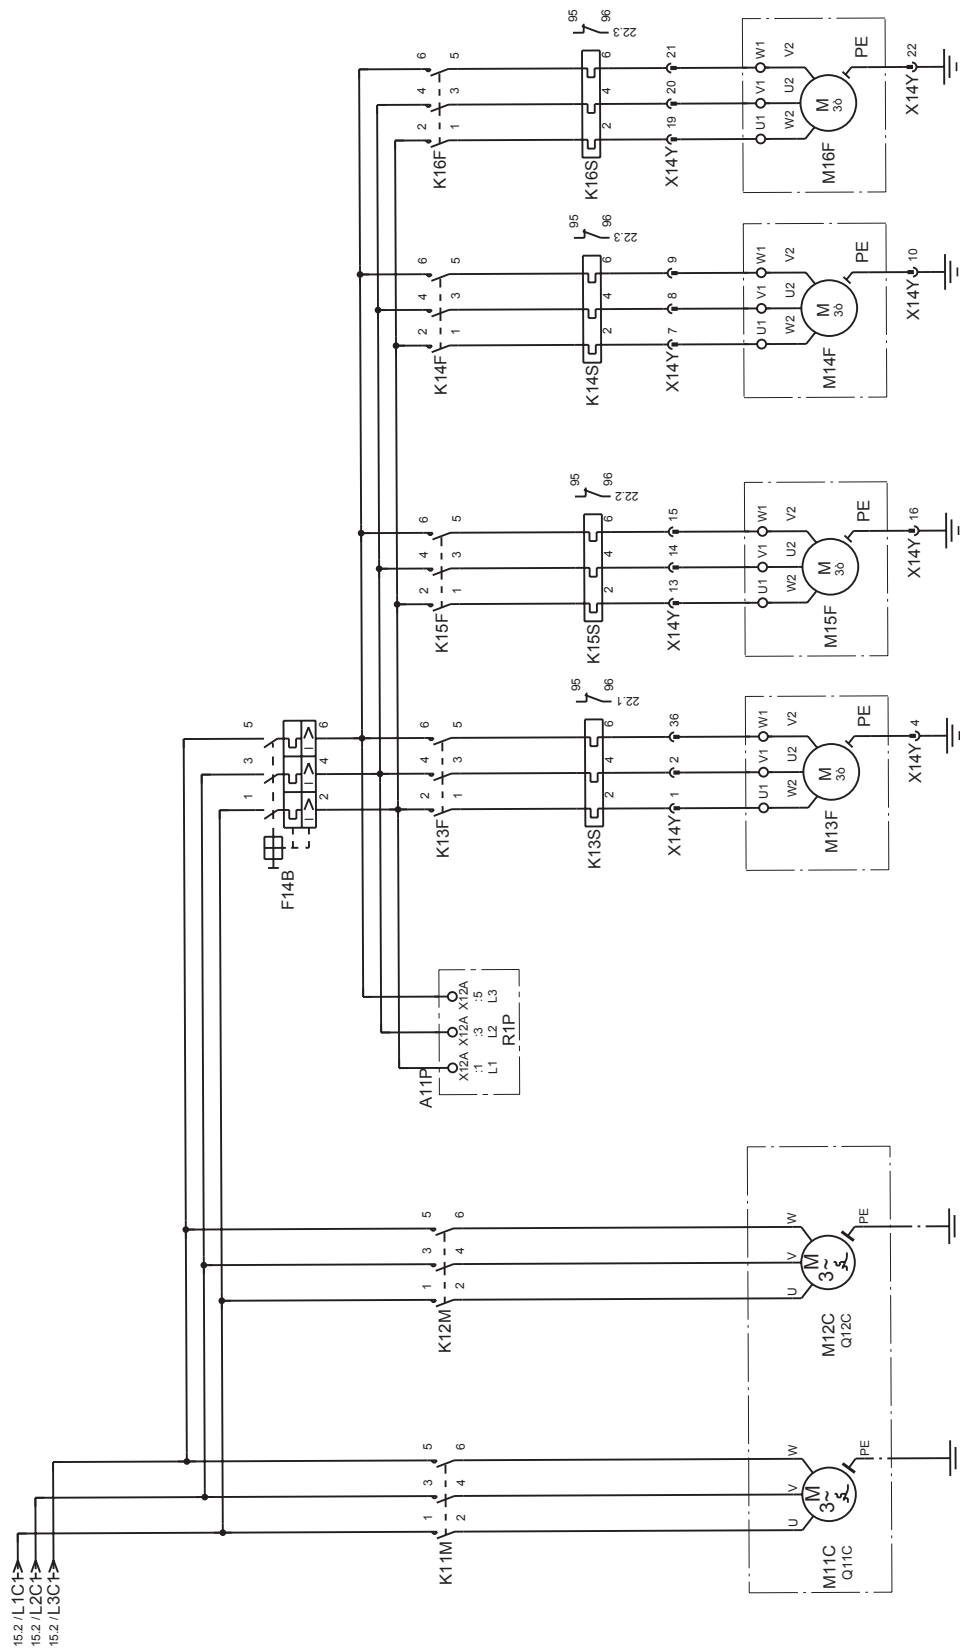 15.2 / L1C1
15.2 / L2C1
15.2 / L3C1
1 3 5
K11M
2 4 6
U V W
M
3~
PE
M11C
Q11C
1 3 5
K12M
2 4 6
U V W
M
3~
PE
M12C
Q12C
A11P
X12A X12A X12A
:1 :3 :5
L1 L2 L3
R1P
1 3 5
I> I> I>
F14B
2 4 6
2 4 6
K13F
1 3 5
95
96
22.1
K13S
2 4 6
X14Y 1 2 36
U1 V1 W1
W2 U2 V2
M
3ò
PE
M13F
X14Y 4
2 4 6
K15F
1 3 5
95
96
22.2
K15S
2 4 6
X14Y 13 14 15
U1 V1 W1
W2 U2 V2
M
3ò
PE
M15F
X14Y 16
2 4 6
K14F
1 3 5
95
96
22.3
K14S
2 4 6
X14Y 7 8 9
U1 V1 W1
W2 U2 V2
M
3ò
PE
M14F
X14Y 10
2 4 6
K16F
1 3 5
95
96
22.3
K16S
2 4 6
X14Y 19 20 21
U1 V1 W1
W2 U2 V2
M
3ò
PE
M16F
X14Y 22